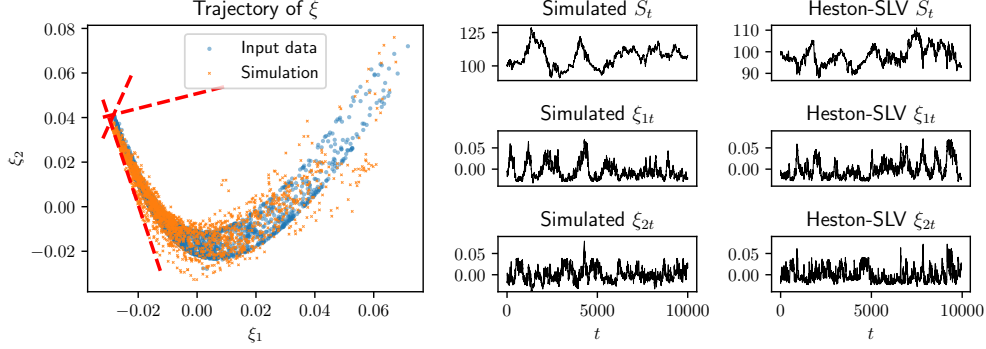 Trajectory of ξ
Input data
Simulation
0.08
0.06
0.04
0.02
0.00
−0.02
ξ₂
−0.02
0.00
0.02
0.04
0.06
ξ₁
Simulated Sₜ
125
100
Heston-SLV Sₜ
110
100
90
Simulated ξ₁ₜ
0.05
0.00
Heston-SLV ξ₁ₜ
0.05
0.00
Simulated ξ₂ₜ
0.05
0.00
0
5000
10000
t
Heston-SLV ξ₂ₜ
0.05
0.00
0
5000
10000
t